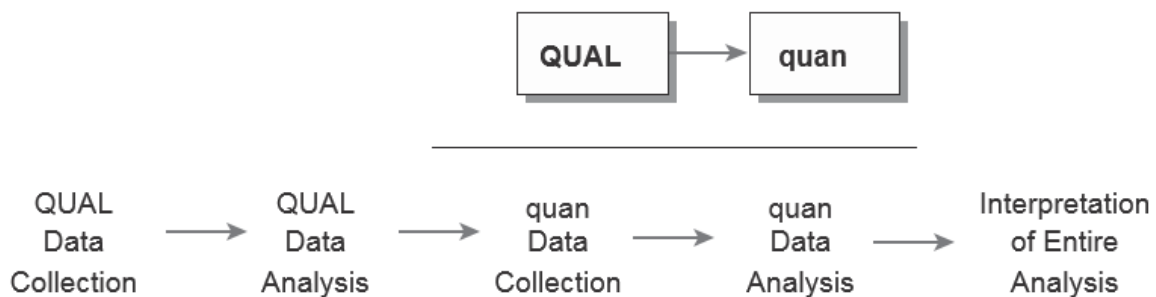 QUAL quan
QUAL QUAL quan quan Interpretation
Data Data Data Data of Entire
Collection Analysis Collection Analysis Analysis